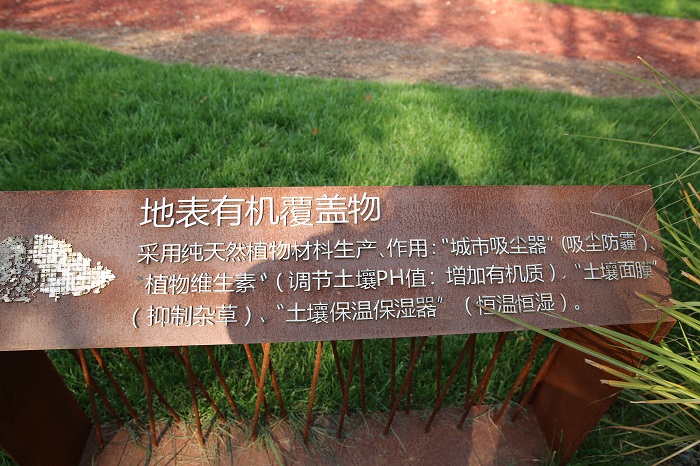 地表有机覆盖物
采用纯天然植物材料生产、作用:“城市吸尘器”(吸尘防霾)、
“植物维生素”(调节土壤PH值:增加有机质)、“土壤面膜”
(抑制杂草)、“土壤保温保湿器”(恒温恒湿)。